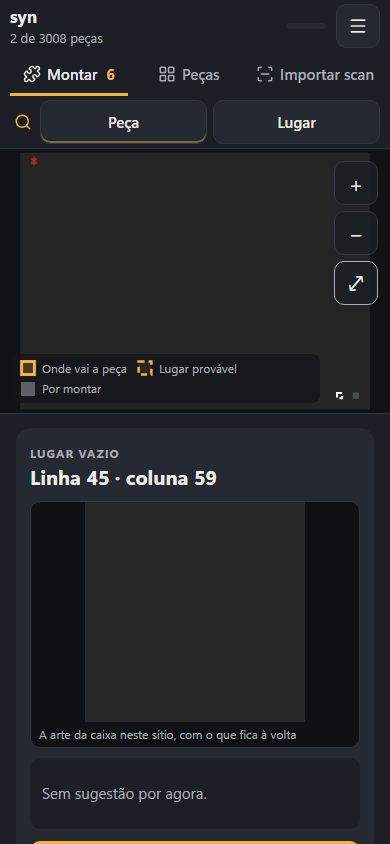 syn
2 de 3008 peças
Montar 6
Peças
Importar scan
Peça
Lugar
+
−
Onde vai a peça
Lugar provável
Por montar
LUGAR VAZIO
Linha 45 · coluna 59
A arte da caixa neste sítio, com o que fica à volta
Sem sugestão por agora.